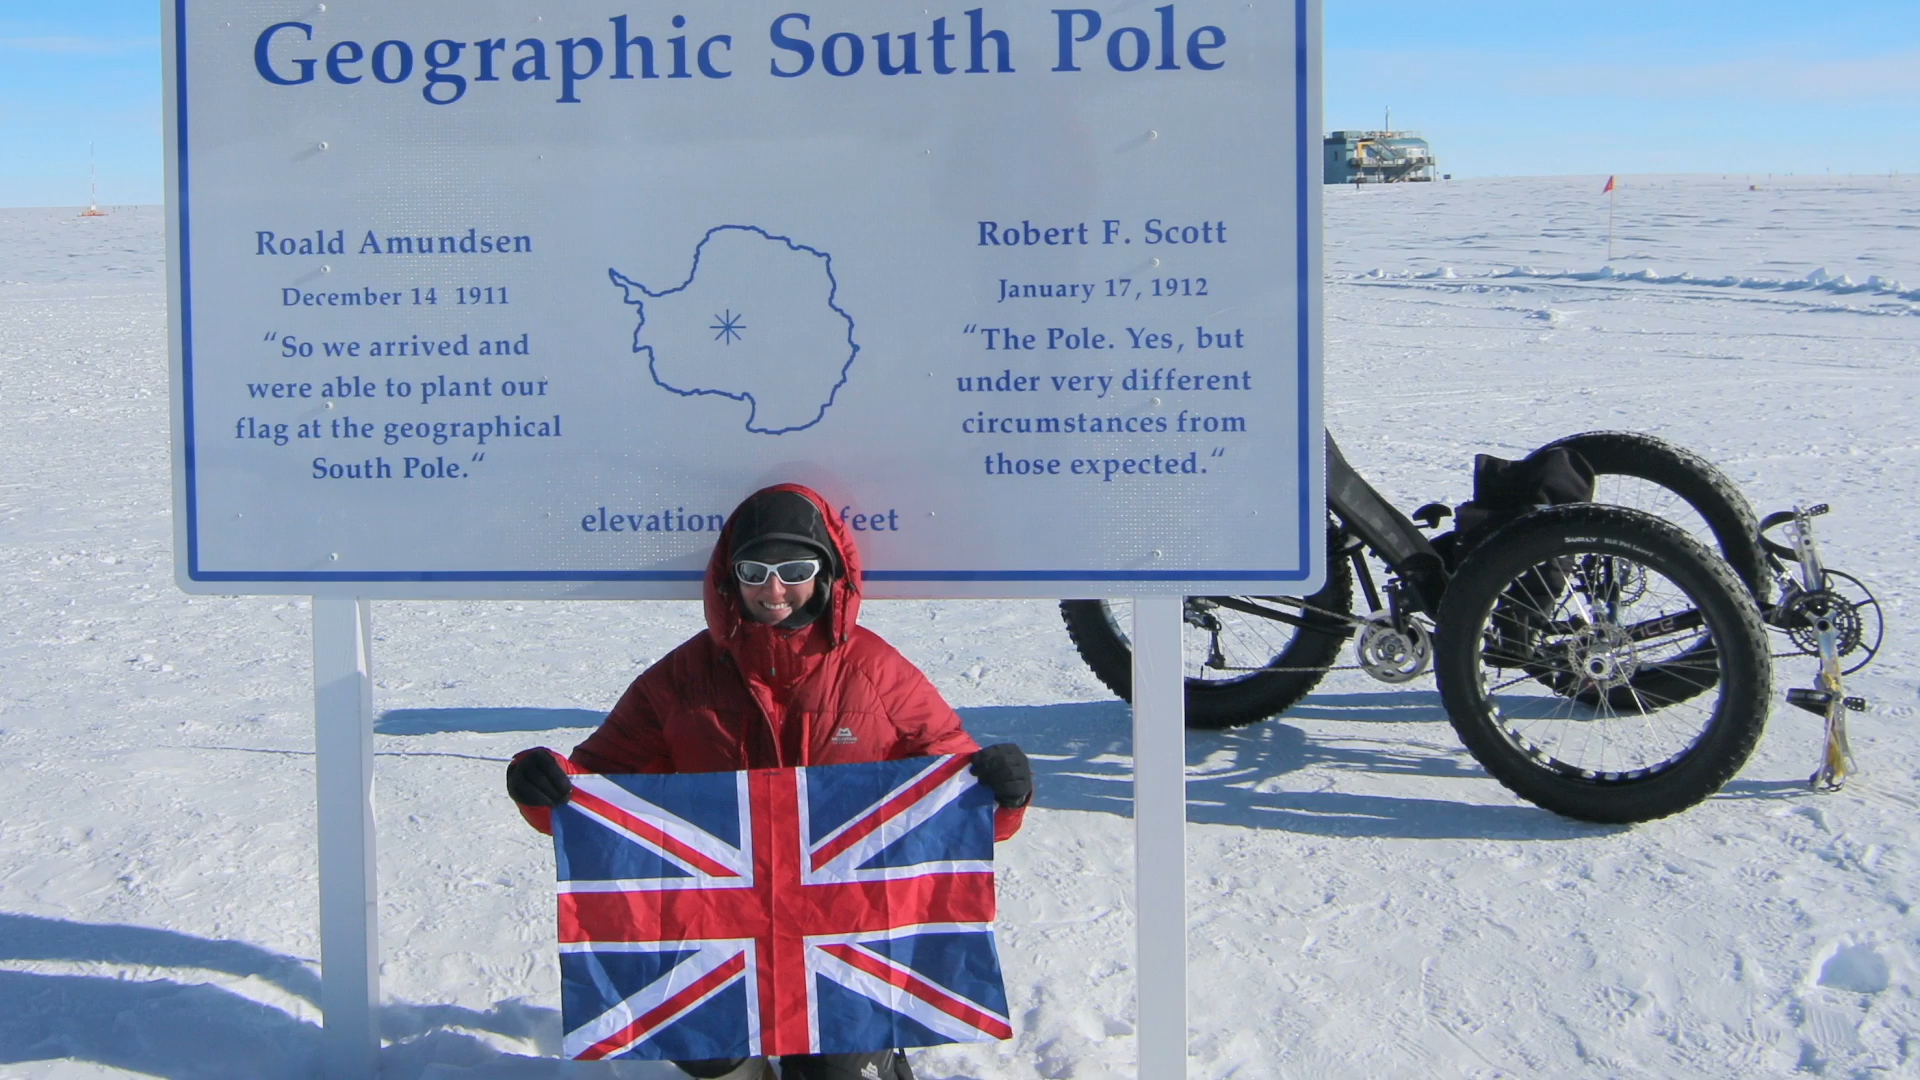 Geographic South Pole
Roald Amundsen
December 14 1911
“So we arrived and
were able to plant our
flag at the geographical
South Pole.“
Robert F. Scott
January 17, 1912
“The Pole. Yes, but
under very different
circumstances from
those expected.“
elevation feet
SURLY
ICE